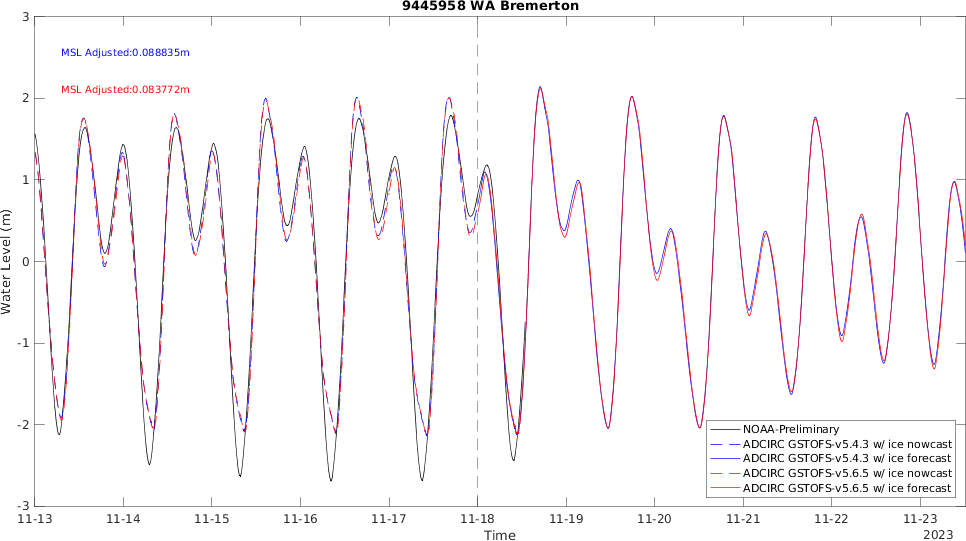 9445958 WA Bremerton
MSL Adjusted:0.088835m
MSL Adjusted:0.083772m
Water Level (m)
3
2
1
0
-1
-2
-3
NOAA-Preliminary
ADCIRC GSTOFS-v5.4.3 w/ ice nowcast
ADCIRC GSTOFS-v5.4.3 w/ ice forecast
ADCIRC GSTOFS-v5.6.5 w/ ice nowcast
ADCIRC GSTOFS-v5.6.5 w/ ice forecast
11-13 11-14 11-15 11-16 11-17 11-18 11-19 11-20 11-21 11-22 11-23
Time
2023